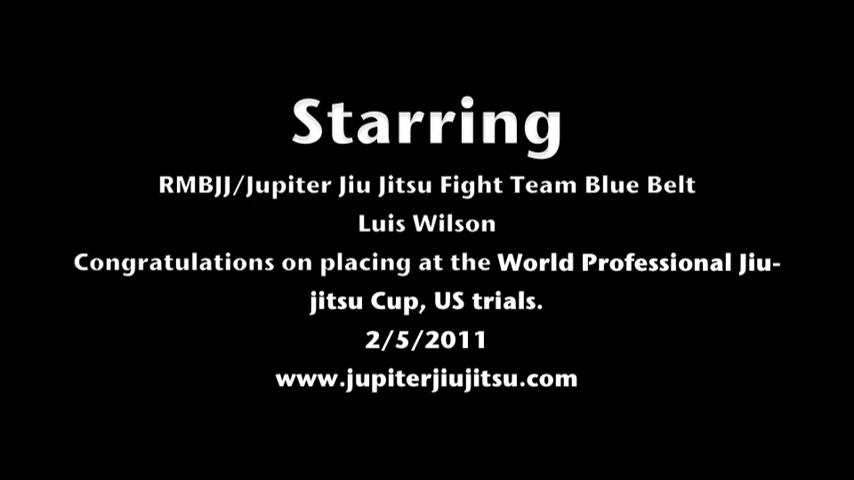 Starring
RMBJJ/Jupiter Jiu Jitsu Fight Team Blue Belt
Luis Wilson
Congratulations on placing at the World Professional Jiu-
jitsu Cup, US trials.
2/5/2011
www.jupiterjiujitsu.com